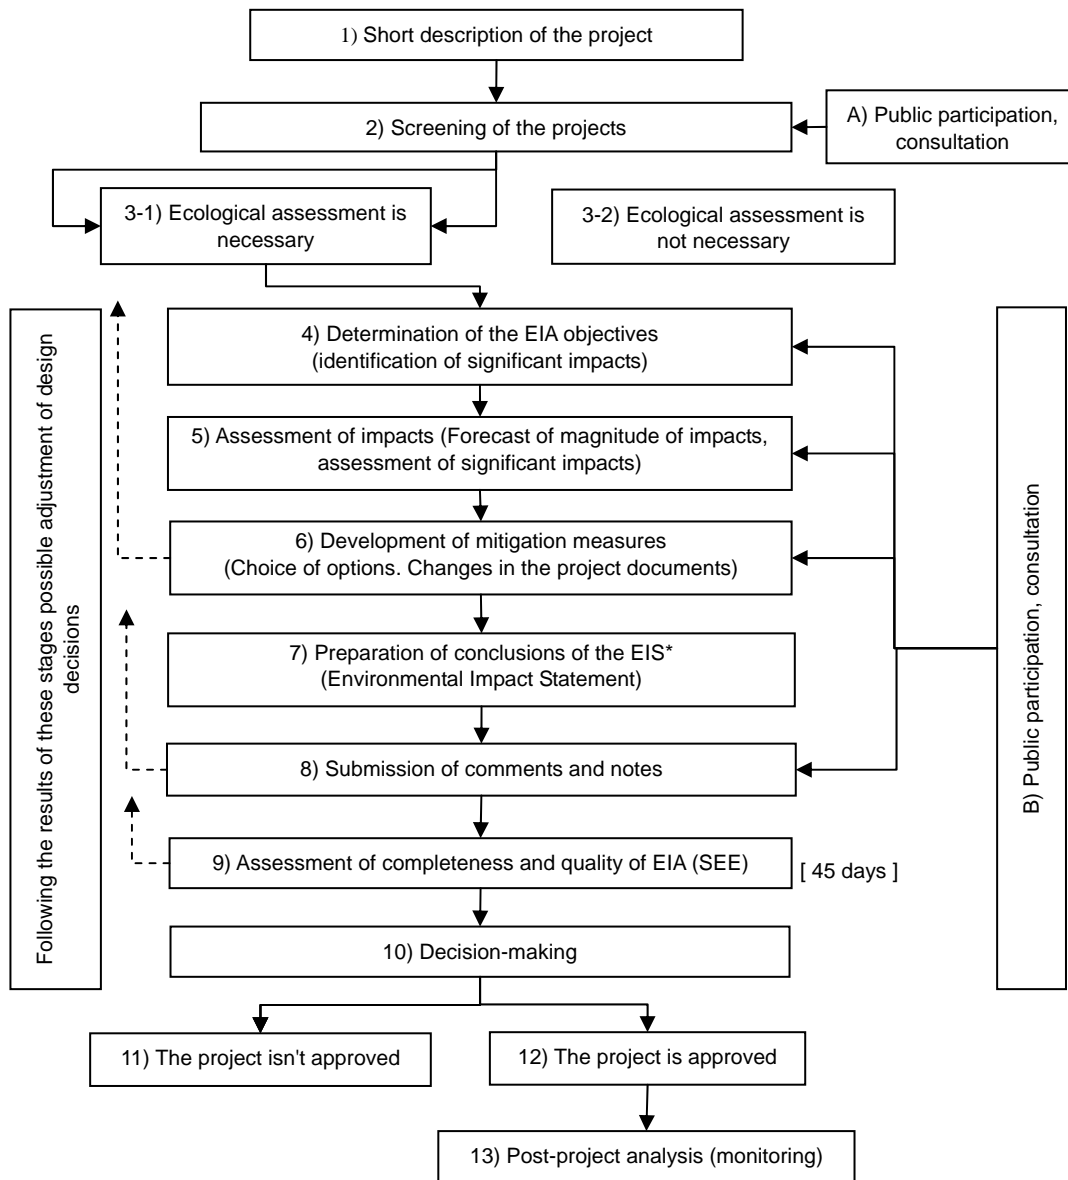 1) Short description of the project
2) Screening of the projects
A) Public participation,
consultation
3-1) Ecological assessment is
necessary
3-2) Ecological assessment is
not necessary
Following the results of these stages possible adjustment of design
decisions
4) Determination of the EIA objectives
(identification of significant impacts)
5) Assessment of impacts (Forecast of magnitude of impacts,
assessment of significant impacts)
6) Development of mitigation measures
(Choice of options. Changes in the project documents)
7) Preparation of conclusions of the EIS*
(Environmental Impact Statement)
8) Submission of comments and notes
9) Assessment of completeness and quality of EIA (SEE)
[ 45 days ]
B) Public participation, consultation
10) Decision-making
11) The project isn't approved
12) The project is approved
13) Post-project analysis (monitoring)